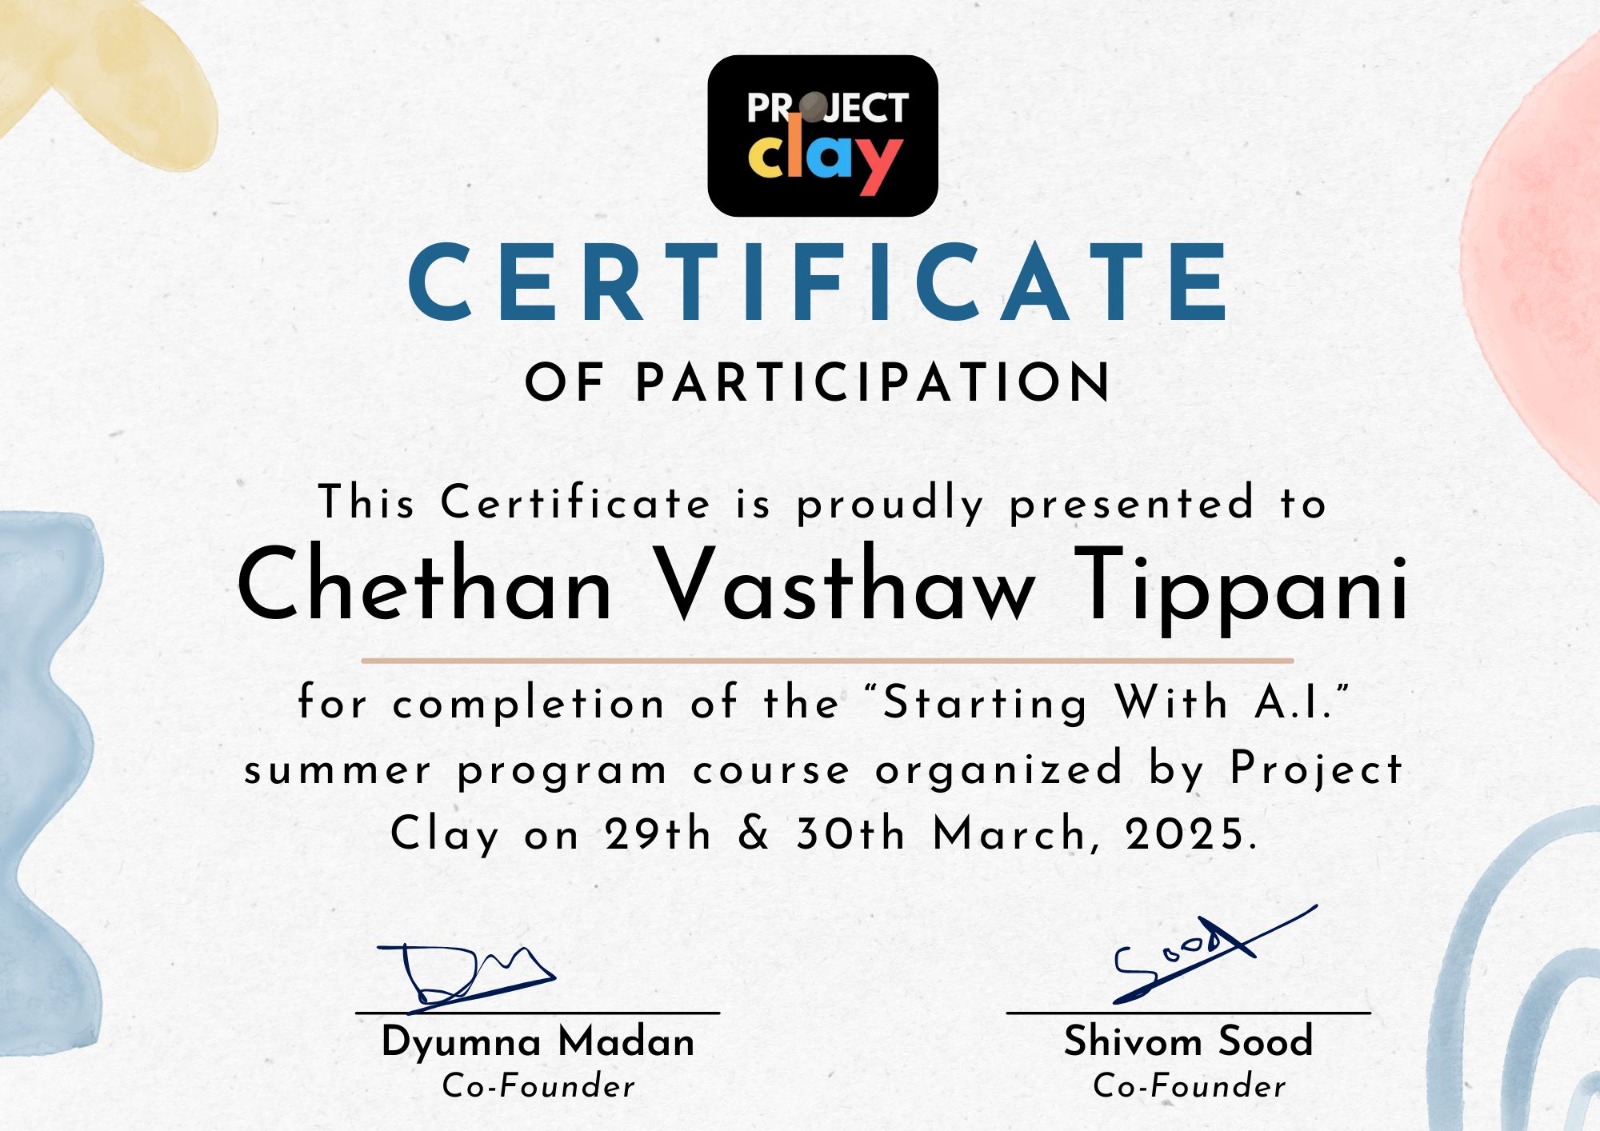 PROJECT
clay
CERTIFICATE
OF PARTICIPATION
This Certificate is proudly presented to
Chethan Vasthaw Tippani
for completion of the “Starting With A.I.”
summer program course organized by Project
Clay on 29th & 30th March, 2025.
DM
Sood
Dyumna Madan
Shivom Sood
Co-Founder
Co-Founder